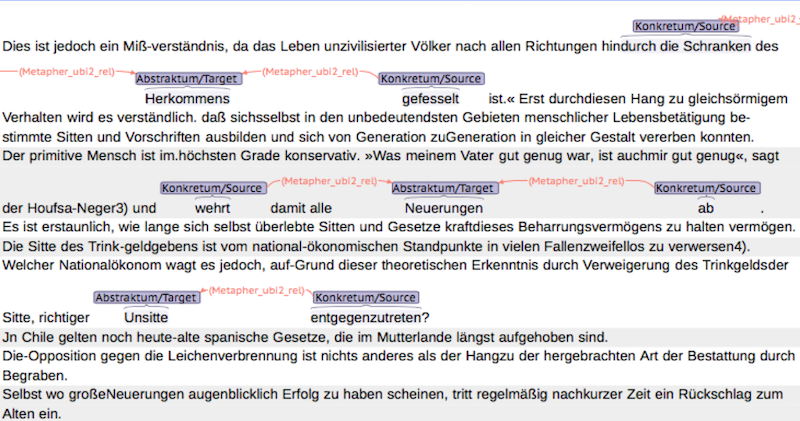 Konkretum/Source (Metapher_ubi2_rel)
Dies ist jedoch ein Miß-verständnis, da das Leben unzivilisierter Völker nach allen Richtungen hindurch die Schranken des
(Metapher_ubi2_rel) Abstraktum/Target (Metapher_ubi2_rel) Konkretum/Source
Herkommens gefesselt ist.« Erst durchdiesen Hang zu gleichsörmigem
Verhalten wird es verständlich. daß sichsselbst in den unbedeutendsten Gebieten menschlicher Lebensbetätigung be-
stimmte Sitten und Vorschriften ausbilden und sich von Generation zuGeneration in gleicher Gestalt vererben konnten.
Der primitive Mensch ist im.höchsten Grade konservativ. »Was meinem Vater gut genug war, ist auchmir gut genug«, sagt
Konkretum/Source (Metapher_ubi2_rel) Abstraktum/Target (Metapher_ubi2_rel) Konkretum/Source
der Houfsa-Neger3) und wehrt damit alle Neuerungen ab .
Es ist erstaunlich, wie lange sich selbst überlebte Sitten und Gesetze kraftdieses Beharrungsvermögens zu halten vermögen.
Die Sitte des Trink-geldgebens ist vom national-ökonomischen Standpunkte in vielen Fallenzweifellos zu verwersen4).
Welcher Nationalökonom wagt es jedoch, auf-Grund dieser theoretischen Erkenntnis durch Verweigerung des Trinkgeldsder
Abstraktum/Target (Metapher_ubi2_rel) Konkretum/Source
Sitte, richtiger Unsitte entgegenzutreten?
Jn Chile gelten noch heute-alte spanische Gesetze, die im Mutterlande längst aufgehoben sind.
Die-Opposition gegen die Leichenverbrennung ist nichts anderes als der Hangzu der hergebrachten Art der Bestattung durch
Begraben.
Selbst wo großeNeuerungen augenblicklich Erfolg zu haben scheinen, tritt regelmäßig nachkurzer Zeit ein Rückschlag zum
Alten ein.